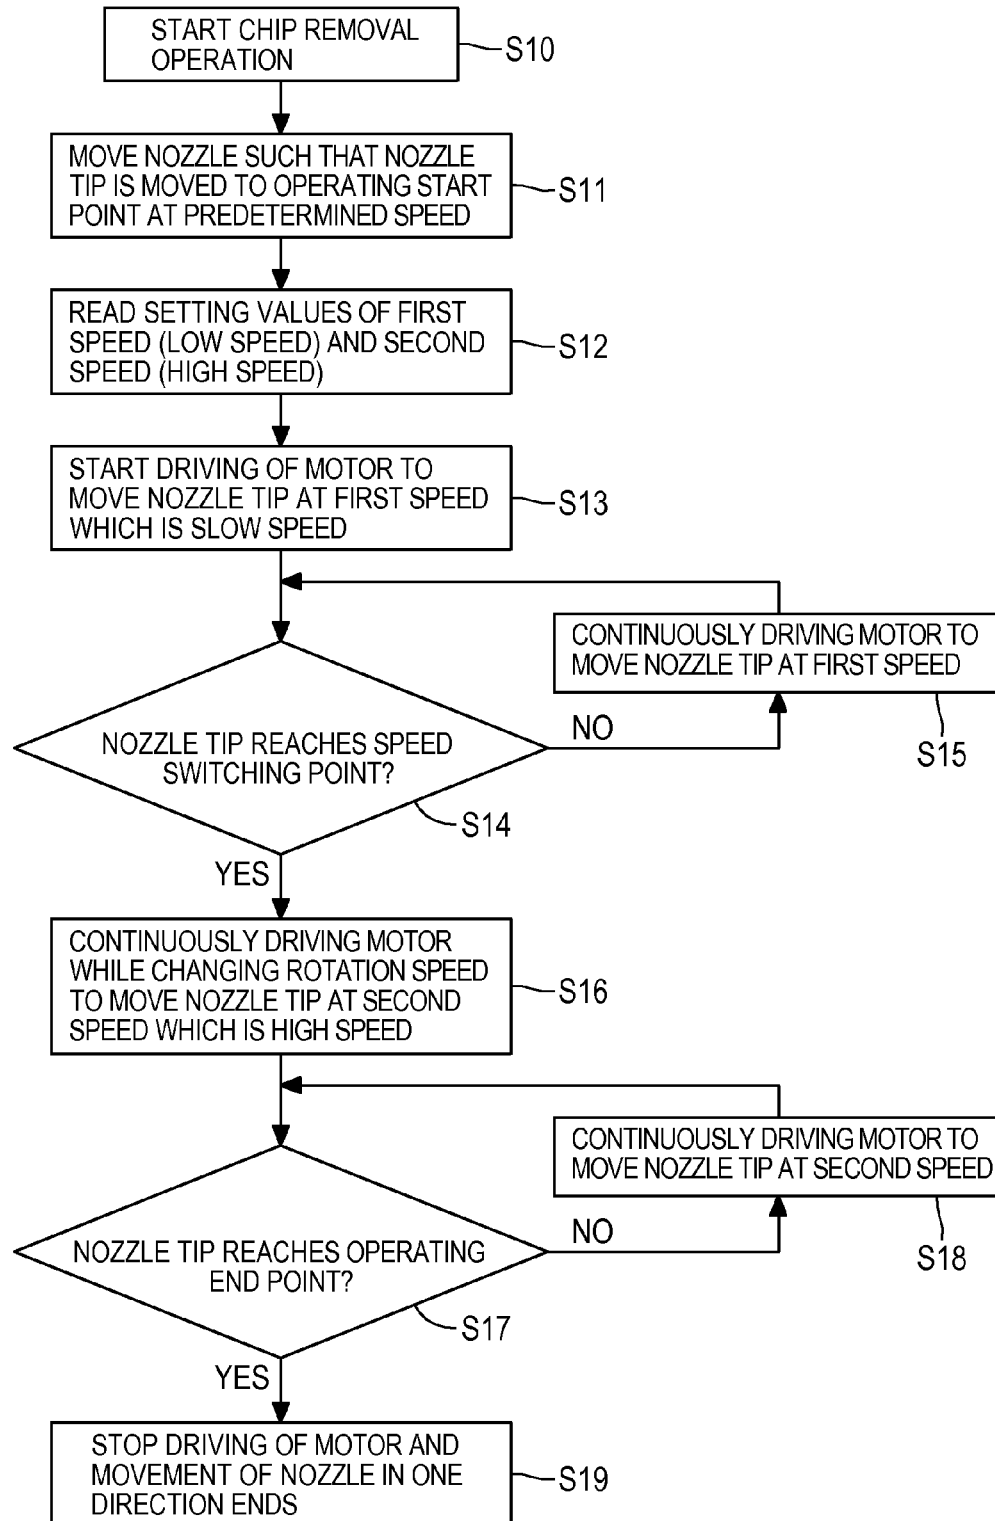 START CHIP REMOVAL
OPERATION
S10
MOVE NOZZLE SUCH THAT NOZZLE
TIP IS MOVED TO OPERATING START
POINT AT PREDETERMINED SPEED
S11
READ SETTING VALUES OF FIRST
SPEED (LOW SPEED) AND SECOND
SPEED (HIGH SPEED)
S12
START DRIVING OF MOTOR TO
MOVE NOZZLE TIP AT FIRST SPEED
WHICH IS SLOW SPEED
S13
CONTINUOUSLY DRIVING MOTOR TO
MOVE NOZZLE TIP AT FIRST SPEED
S15
NO
NOZZLE TIP REACHES SPEED
SWITCHING POINT?
S14
YES
CONTINUOUSLY DRIVING MOTOR
WHILE CHANGING ROTATION SPEED
TO MOVE NOZZLE TIP AT SECOND
SPEED WHICH IS HIGH SPEED
S16
CONTINUOUSLY DRIVING MOTOR TO
MOVE NOZZLE TIP AT SECOND SPEED
S18
NO
NOZZLE TIP REACHES OPERATING
END POINT?
S17
YES
STOP DRIVING OF MOTOR AND
MOVEMENT OF NOZZLE IN ONE
DIRECTION ENDS
S19